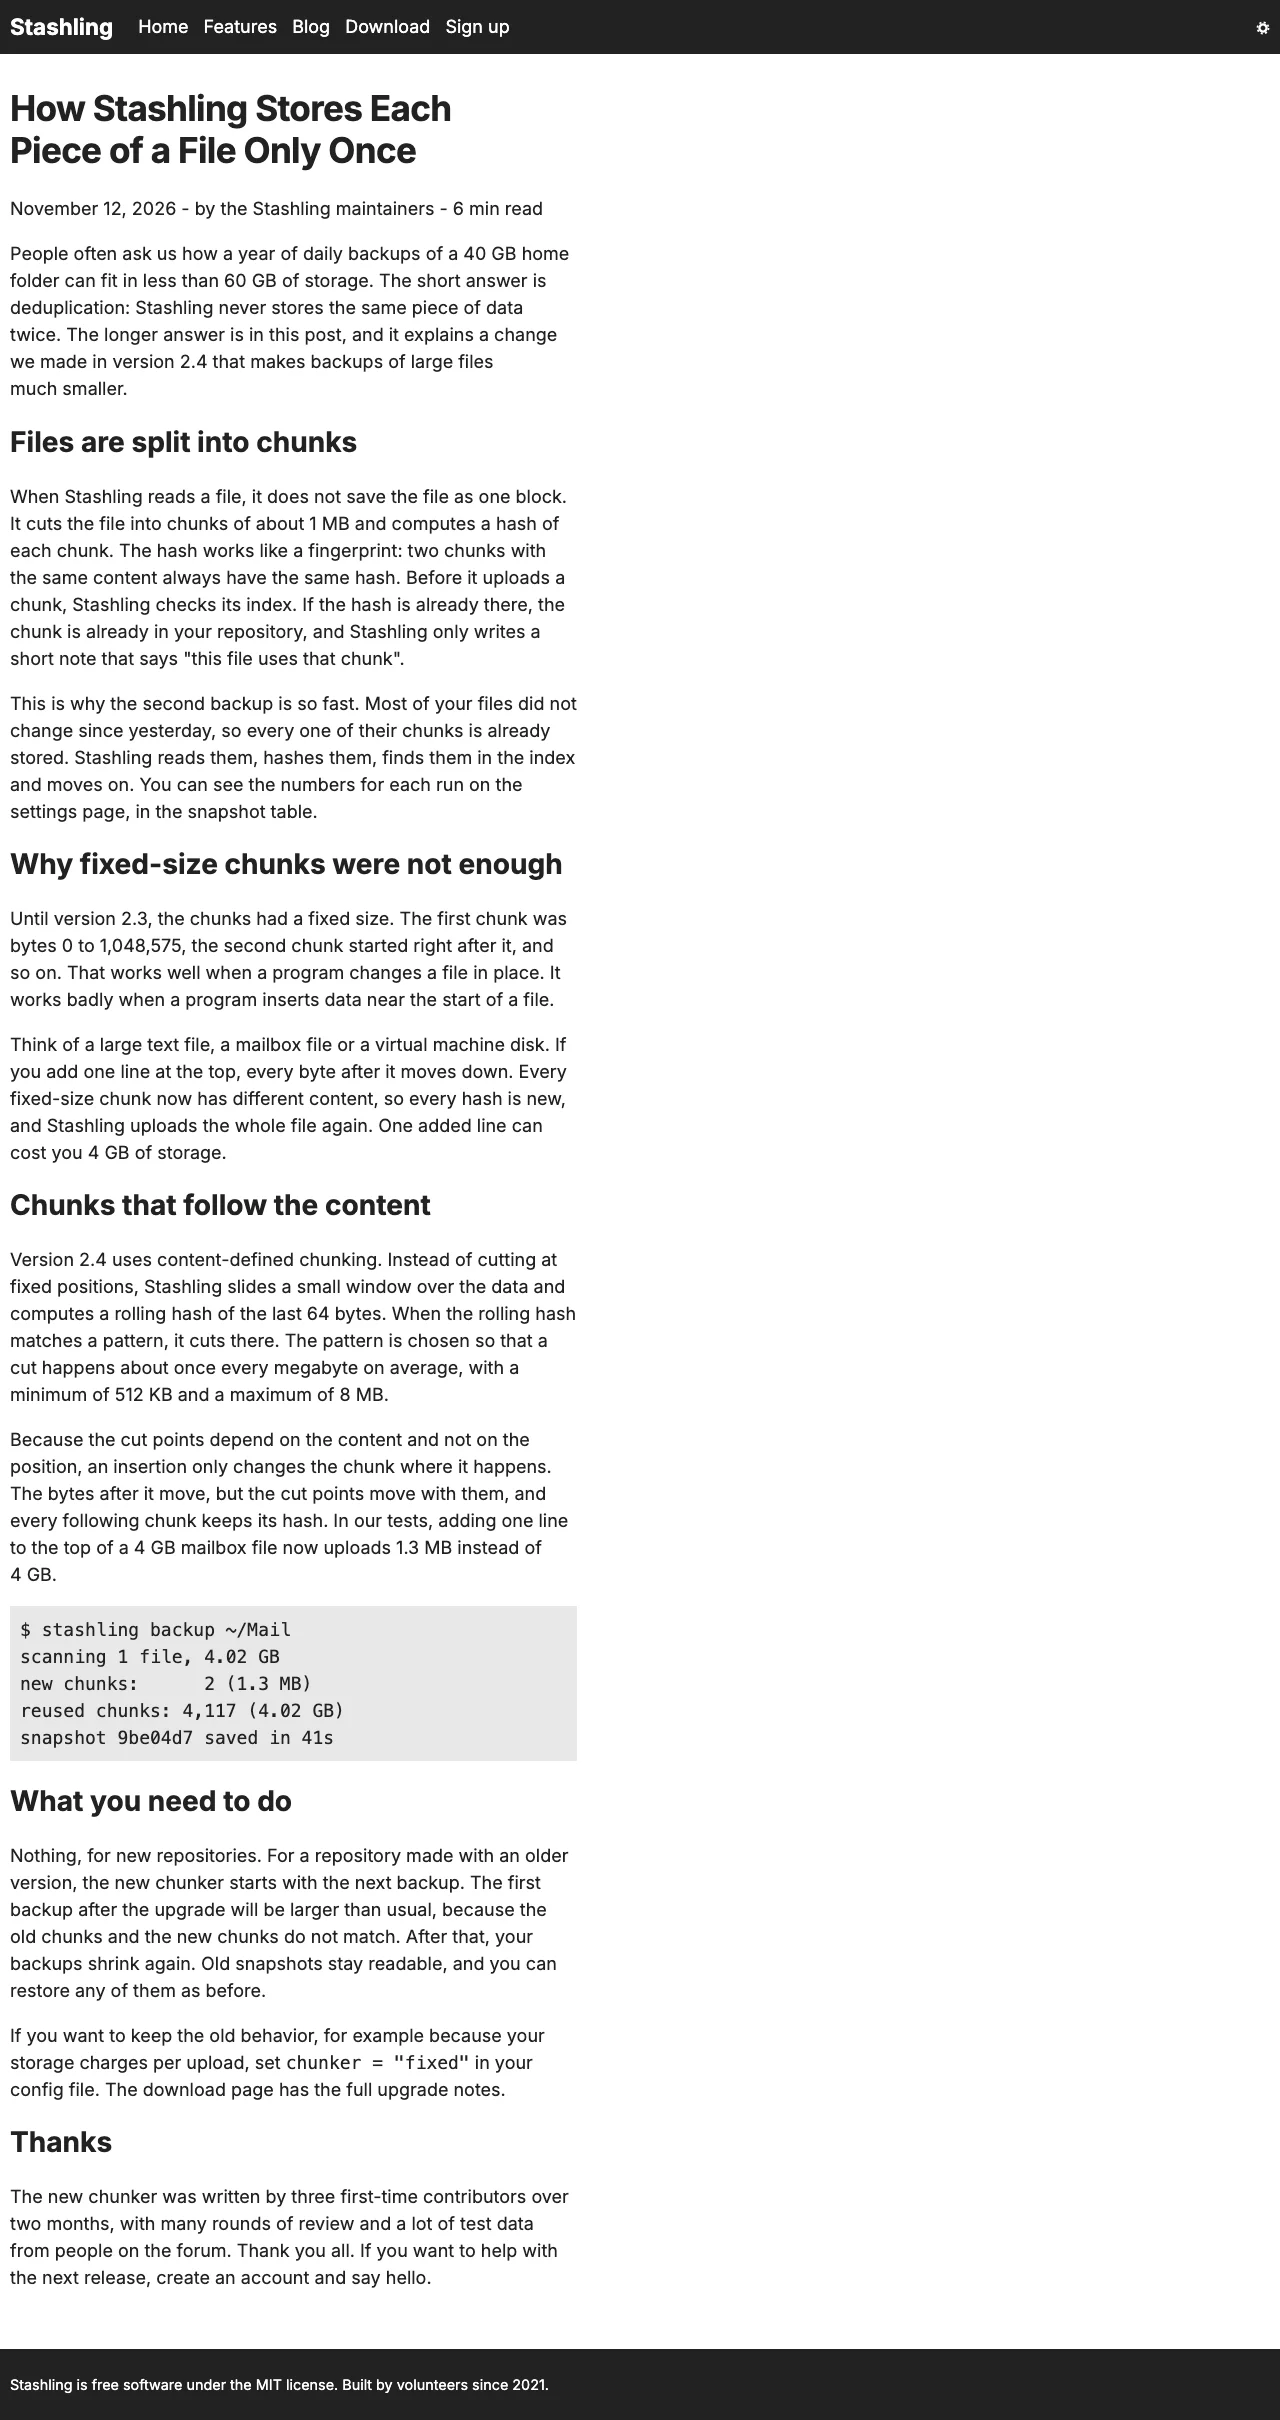 Stashling Home Features Blog Download Sign up
How Stashling Stores Each
Piece of a File Only Once
November 12, 2026 - by the Stashling maintainers - 6 min read
People often ask us how a year of daily backups of a 40 GB home
folder can fit in less than 60 GB of storage. The short answer is
deduplication: Stashling never stores the same piece of data
twice. The longer answer is in this post, and it explains a change
we made in version 2.4 that makes backups of large files
much smaller.
Files are split into chunks
When Stashling reads a file, it does not save the file as one block.
It cuts the file into chunks of about 1 MB and computes a hash of
each chunk. The hash works like a fingerprint: two chunks with
the same content always have the same hash. Before it uploads a
chunk, Stashling checks its index. If the hash is already there, the
chunk is already in your repository, and Stashling only writes a
short note that says "this file uses that chunk".
This is why the second backup is so fast. Most of your files did not
change since yesterday, so every one of their chunks is already
stored. Stashling reads them, hashes them, finds them in the index
and moves on. You can see the numbers for each run on the
settings page, in the snapshot table.
Why fixed-size chunks were not enough
Until version 2.3, the chunks had a fixed size. The first chunk was
bytes 0 to 1,048,575, the second chunk started right after it, and
so on. That works well when a program changes a file in place. It
works badly when a program inserts data near the start of a file.
Think of a large text file, a mailbox file or a virtual machine disk. If
you add one line at the top, every byte after it moves down. Every
fixed-size chunk now has different content, so every hash is new,
and Stashling uploads the whole file again. One added line can
cost you 4 GB of storage.
Chunks that follow the content
Version 2.4 uses content-defined chunking. Instead of cutting at
fixed positions, Stashling slides a small window over the data and
computes a rolling hash of the last 64 bytes. When the rolling hash
matches a pattern, it cuts there. The pattern is chosen so that a
cut happens about once every megabyte on average, with a
minimum of 512 KB and a maximum of 8 MB.
Because the cut points depend on the content and not on the
position, an insertion only changes the chunk where it happens.
The bytes after it move, but the cut points move with them, and
every following chunk keeps its hash. In our tests, adding one line
to the top of a 4 GB mailbox file now uploads 1.3 MB instead of
4 GB.
$ stashling backup ~/Mail
scanning 1 file, 4.02 GB
new chunks:      2 (1.3 MB)
reused chunks: 4,117 (4.02 GB)
snapshot 9be04d7 saved in 41s
What you need to do
Nothing, for new repositories. For a repository made with an older
version, the new chunker starts with the next backup. The first
backup after the upgrade will be larger than usual, because the
old chunks and the new chunks do not match. After that, your
backups shrink again. Old snapshots stay readable, and you can
restore any of them as before.
If you want to keep the old behavior, for example because your
storage charges per upload, set chunker = "fixed" in your
config file. The download page has the full upgrade notes.
Thanks
The new chunker was written by three first-time contributors over
two months, with many rounds of review and a lot of test data
from people on the forum. Thank you all. If you want to help with
the next release, create an account and say hello.
Stashling is free software under the MIT license. Built by volunteers since 2021.